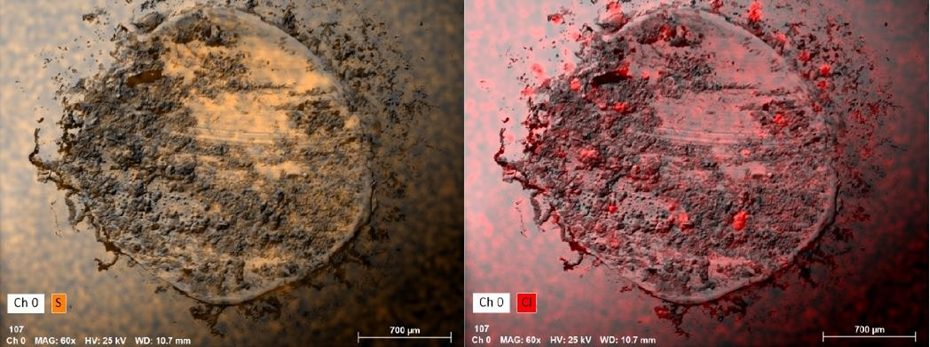 Ch 0 S
107
Ch 0 MAG: 60x HV: 25 kV WD: 10.7 mm
700 µm
Ch 0 Cl
107
Ch 0 MAG: 60x HV: 25 kV WD: 10.7 mm
700 µm